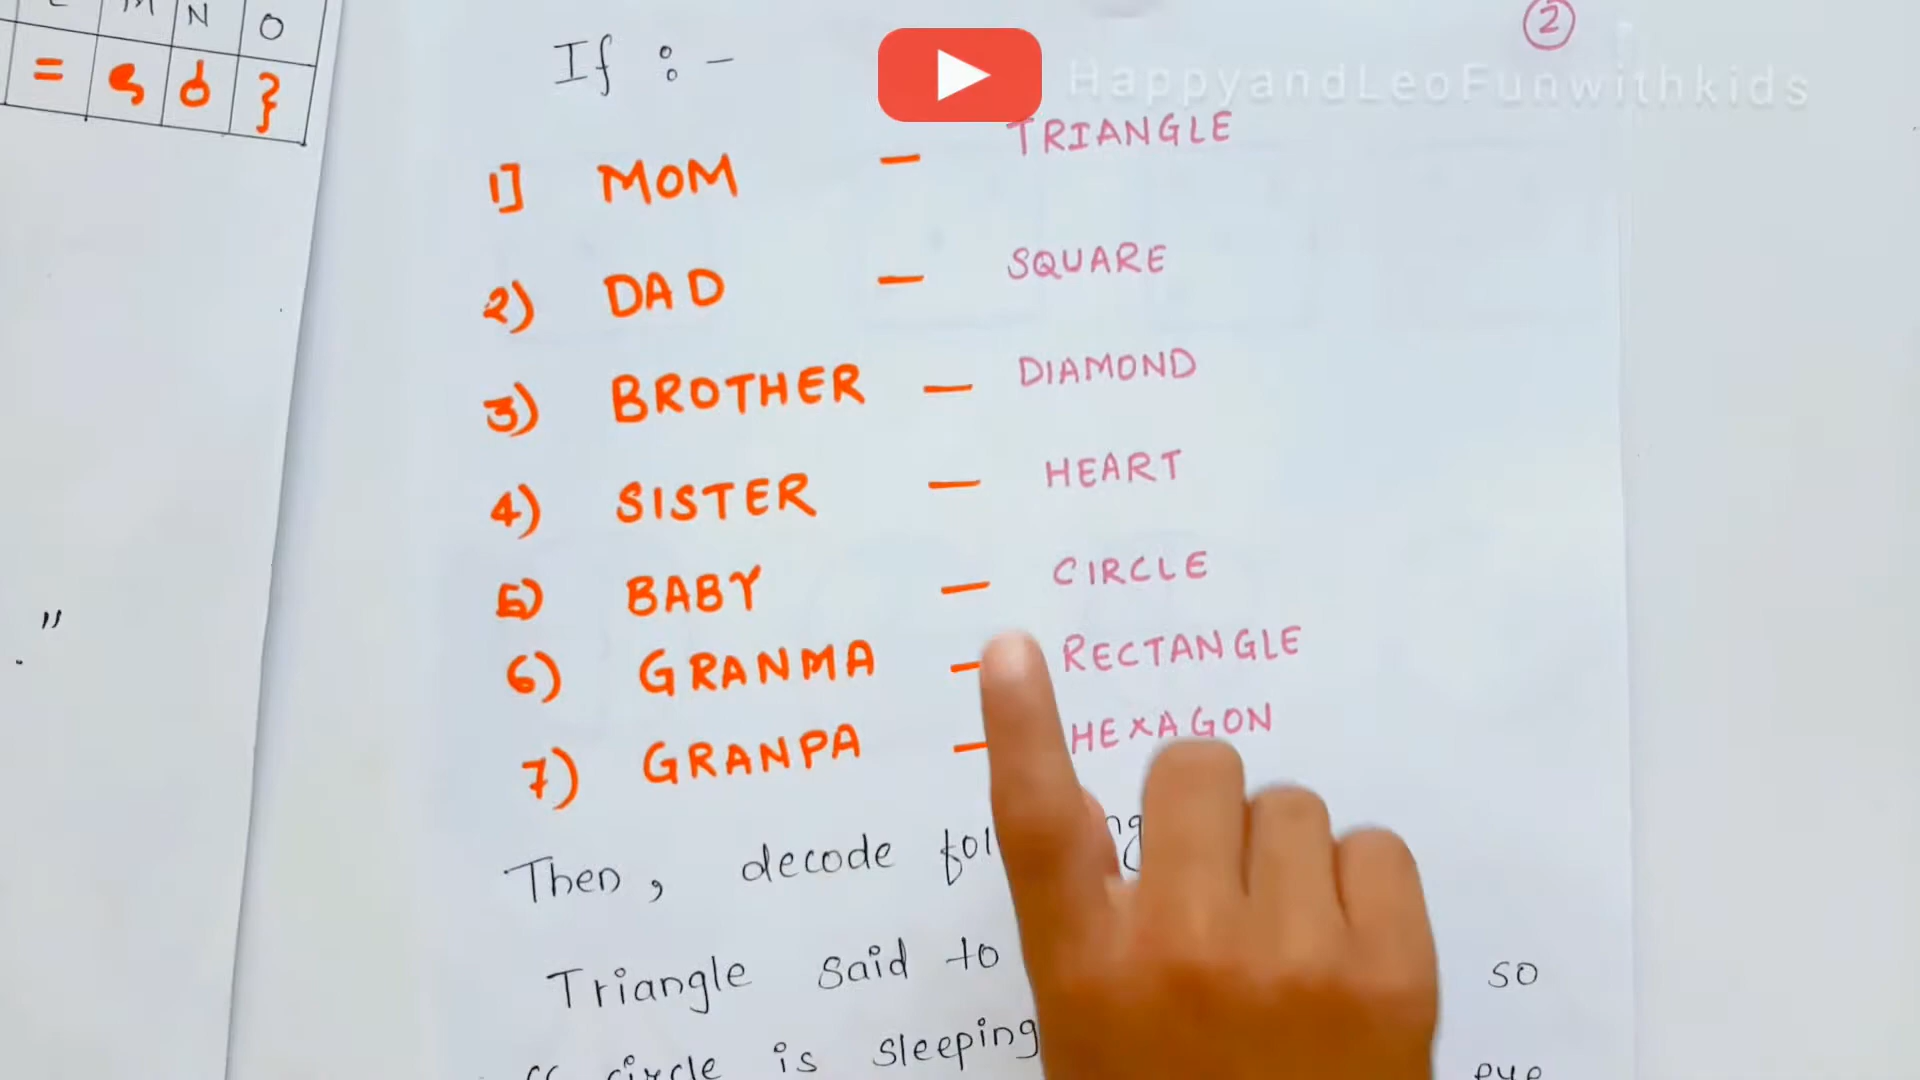 L M N O
= }
If :-
2
HappyandLeoFunwithkids
1] MOM - TRIANGLE
2) DAD - SQUARE
3) BROTHER - DIAMOND
4) SISTER - HEART
5) BABY - CIRCLE
6) GRANMA - RECTANGLE
7) GRANPA - HEXAGON
Then, decode
Triangle said to so
"
"circle is sleeping